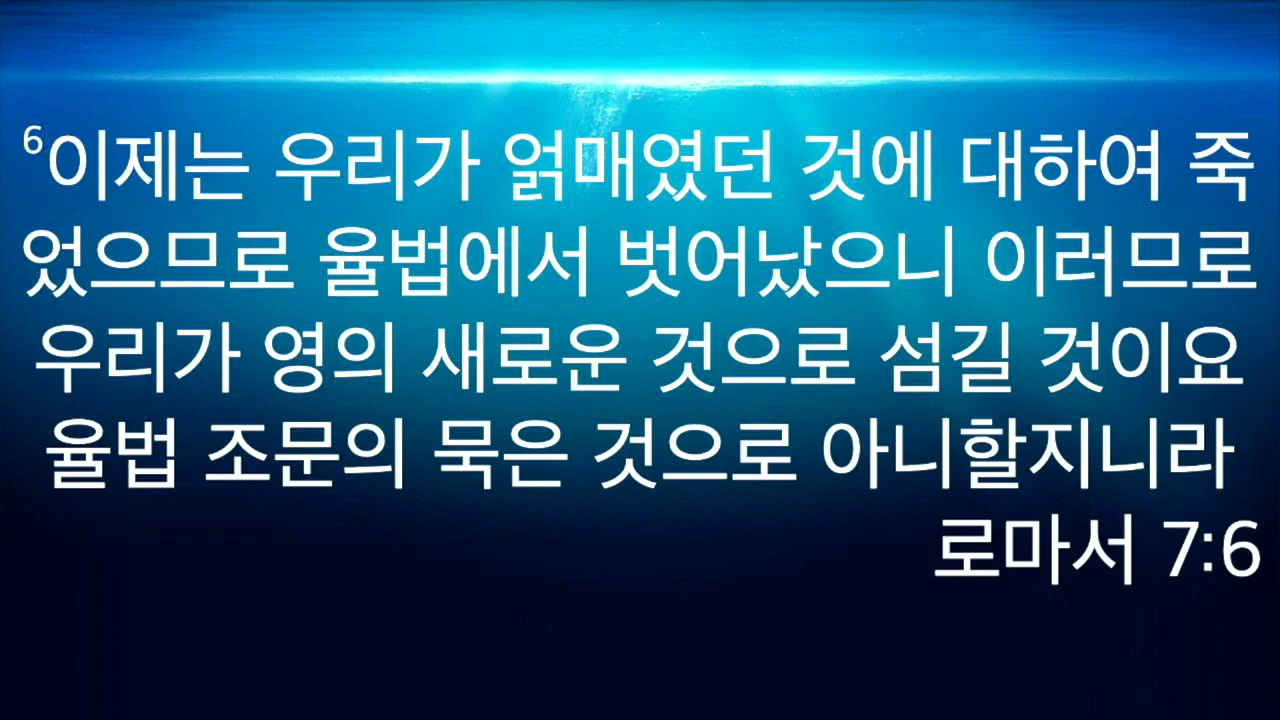 6이제는 우리가 얽매였던 것에 대하여 죽
었으므로 율법에서 벗어났으니 이러므로
우리가 영의 새로운 것으로 섬길 것이요
율법 조문의 묵은 것으로 아니할지니라
로마서 7:6